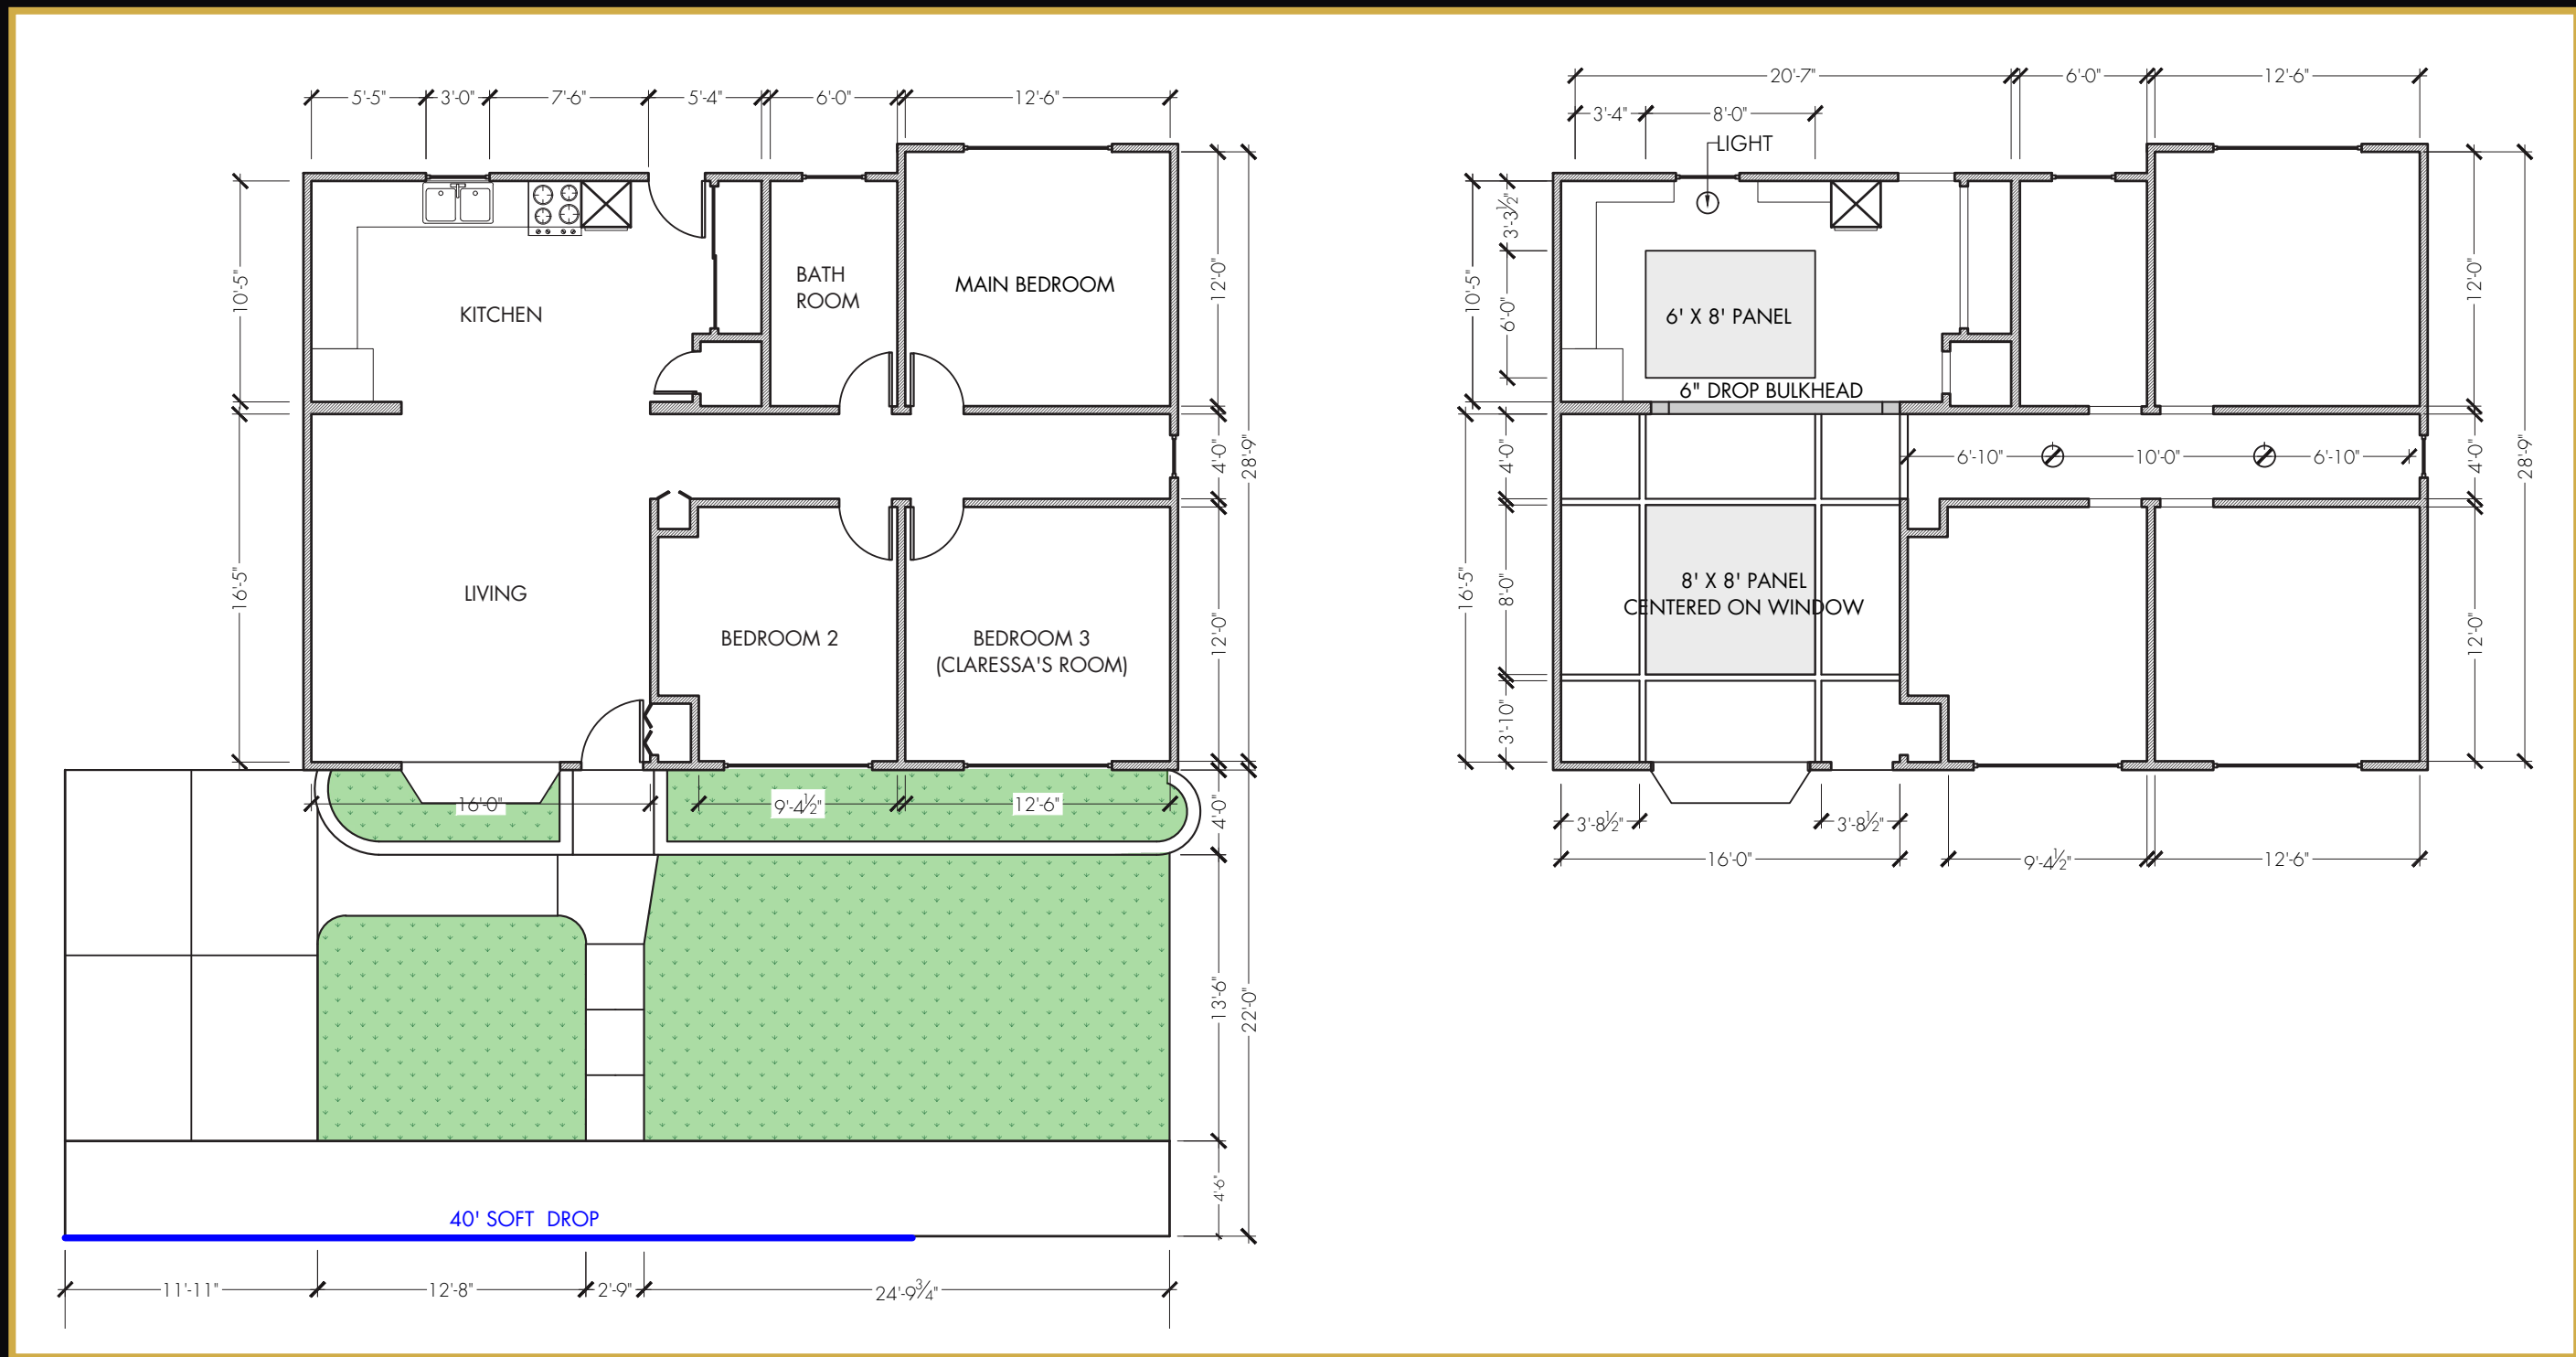 5'-5" 3'-0" 7'-6" 5'-4" 6'-0" 12'-6"
10'-5"
KITCHEN
BATH
ROOM
MAIN BEDROOM
12'-0"
4'-0"
28'-9"
16'-5"
LIVING
BEDROOM 2
BEDROOM 3
(CLARESSA'S ROOM)
12'-0"
16'-0" 9'-4½" 12'-6"
4'-0"
13'-6"
22'-0"
4'-6"
40' SOFT DROP
11'-11" 12'-8" 2'-9" 24'-9¾"
20'-7" 6'-0" 12'-6"
3'-4" 8'-0"
LIGHT
3'-3½"
10'-5"
6'-0"
6' X 8' PANEL
6" DROP BULKHEAD
12'-0"
4'-0"
6'-10" 10'-0" 6'-10"
4'-0"
28'-9"
16'-5"
8'-0"
8' X 8' PANEL
CENTERED ON WINDOW
12'-0"
3'-10"
3'-8½" 3'-8½"
16'-0" 9'-4½" 12'-6"